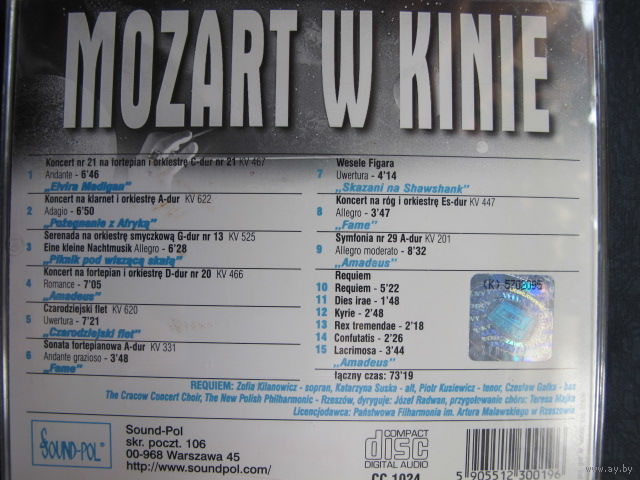 MOZART W KINIE
Koncert nr 21 na fortepian i orkiestrę C-dur nr 21 KV 467
1 Andante - 6'46
„Elvira Madigan”
Koncert na klarnet i orkiestrę A-dur KV 622
2 Adagio - 6'50
„Pożegnanie z Afryką”
Serenada na orkiestrę smyczkową G-dur nr 13 KV 525
3 Eine kleine Nachtmusik Allegro - 6'28
„Piknik pod wiszącą skałą”
Koncert na fortepian i orkiestrę D-dur nr 20 KV 466
4 Romance - 7'05
„Amadeus”
Czarodziejski flet KV 620
5 Uwertura - 7'21
„Czarodziejski flet”
Sonata fortepianowa A-dur KV 331
6 Andante grazioso - 3'48
„Fame”
Wesele Figara
7 Uwertura - 4'14
„Skazani na Shawshank”
Koncert na róg i orkiestrę Es-dur KV 447
8 Allegro - 3'47
„Fame”
Symfonia nr 29 A-dur KV 201
9 Allegro moderato - 8'32
„Amadeus”
Requiem
10 Requiem - 5'22
11 Dies irae - 1'48
12 Kyrie - 2'48
13 Rex tremendae - 2'18
14 Confutatis - 2'26
15 Lacrimosa - 3'44
„Amadeus”
łączny czas: 73'19
(K) 5702095
REQUIEM: Zofia Kilanowicz - sopran, Katarzyna Suska - alt, Piotr Kusiewicz - tenor, Czesław Gałka - bas
The Cracow Concert Choir, The New Polish Philharmonic - Rzeszów, dyryguje: Józef Radwan, przygotowanie chóru: Teresa Majka
Licencjodawca: Państwowa Filharmonia im. Artura Malawskiego w Rzeszowie
SOUND-POL
Sound-Pol
skr. poczt. 106
00-968 Warszawa 45
http://www.soundpol.com/
COMPACT
disc
DIGITAL AUDIO
CC 1024
5 905512 300196
www.ay.by